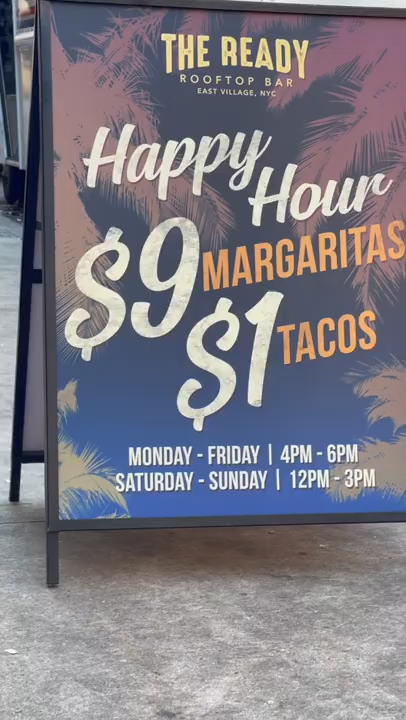 THE READY
ROOFTOP BAR
EAST VILLAGE, NYC
Happy
Hour
$9 MARGARITAS
$1 TACOS
MONDAY - FRIDAY | 4PM - 6PM
SATURDAY - SUNDAY | 12PM - 3PM